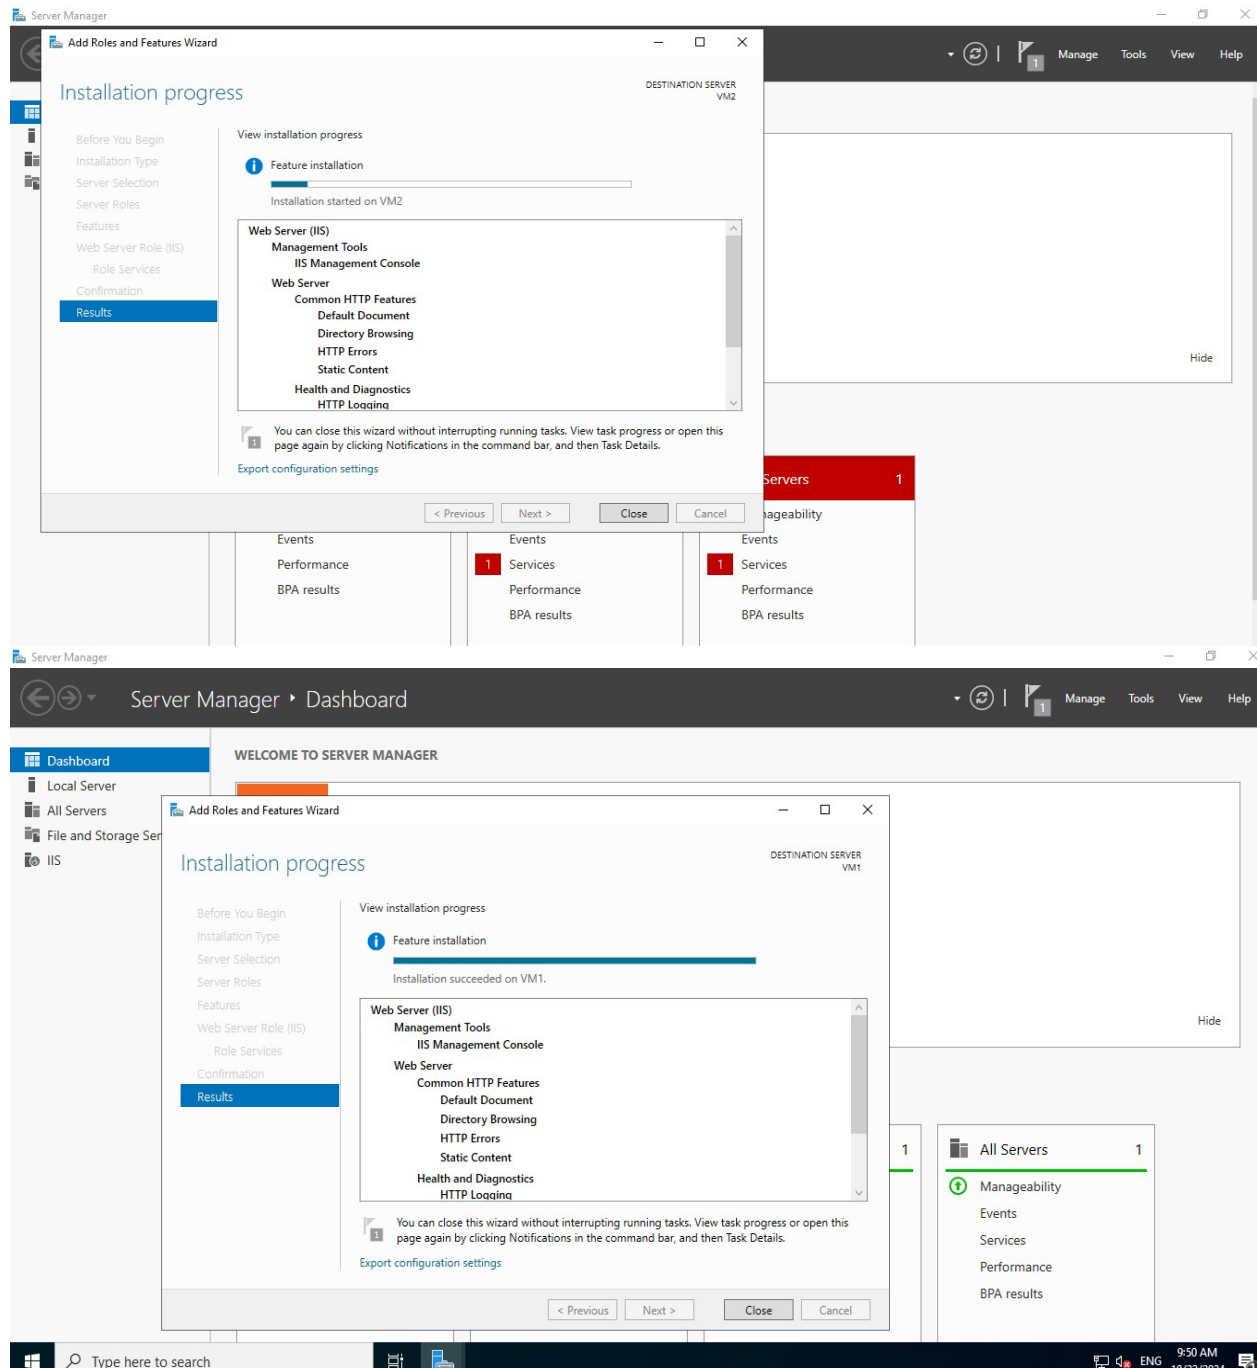 Server Manager
Add Roles and Features Wizard
1
Manage Tools View Help
Installation progress
DESTINATION SERVER
VM2
Before You Begin
Installation Type
Server Selection
Server Roles
Features
Web Server Role (IIS)
Role Services
Confirmation
Results
View installation progress
Feature installation
Installation started on VM2
Web Server (IIS)
Management Tools
IIS Management Console
Web Server
Common HTTP Features
Default Document
Directory Browsing
HTTP Errors
Static Content
Health and Diagnostics
HTTP Logging
1
You can close this wizard without interrupting running tasks. View task progress or open this
page again by clicking Notifications in the command bar, and then Task Details.
Export configuration settings
< Previous Next > Close Cancel
Hide
Events
Performance
BPA results
Events
1 Services
Performance
BPA results
Servers 1
nageability
Events
1 Services
Performance
BPA results
Server Manager
Server Manager Dashboard
1
Manage Tools View Help
Dashboard
Local Server
All Servers
File and Storage Ser
IIS
WELCOME TO SERVER MANAGER
Add Roles and Features Wizard
Installation progress
DESTINATION SERVER
VM1
Before You Begin
Installation Type
Server Selection
Server Roles
Features
Web Server Role (IIS)
Role Services
Confirmation
Results
View installation progress
Feature installation
Installation succeeded on VM1.
Web Server (IIS)
Management Tools
IIS Management Console
Web Server
Common HTTP Features
Default Document
Directory Browsing
HTTP Errors
Static Content
Health and Diagnostics
HTTP Logging
1
You can close this wizard without interrupting running tasks. View task progress or open this
page again by clicking Notifications in the command bar, and then Task Details.
Export configuration settings
< Previous Next > Close Cancel
Hide
1
All Servers 1
Manageability
Events
Services
Performance
BPA results
Type here to search
ENG
9:50 AM